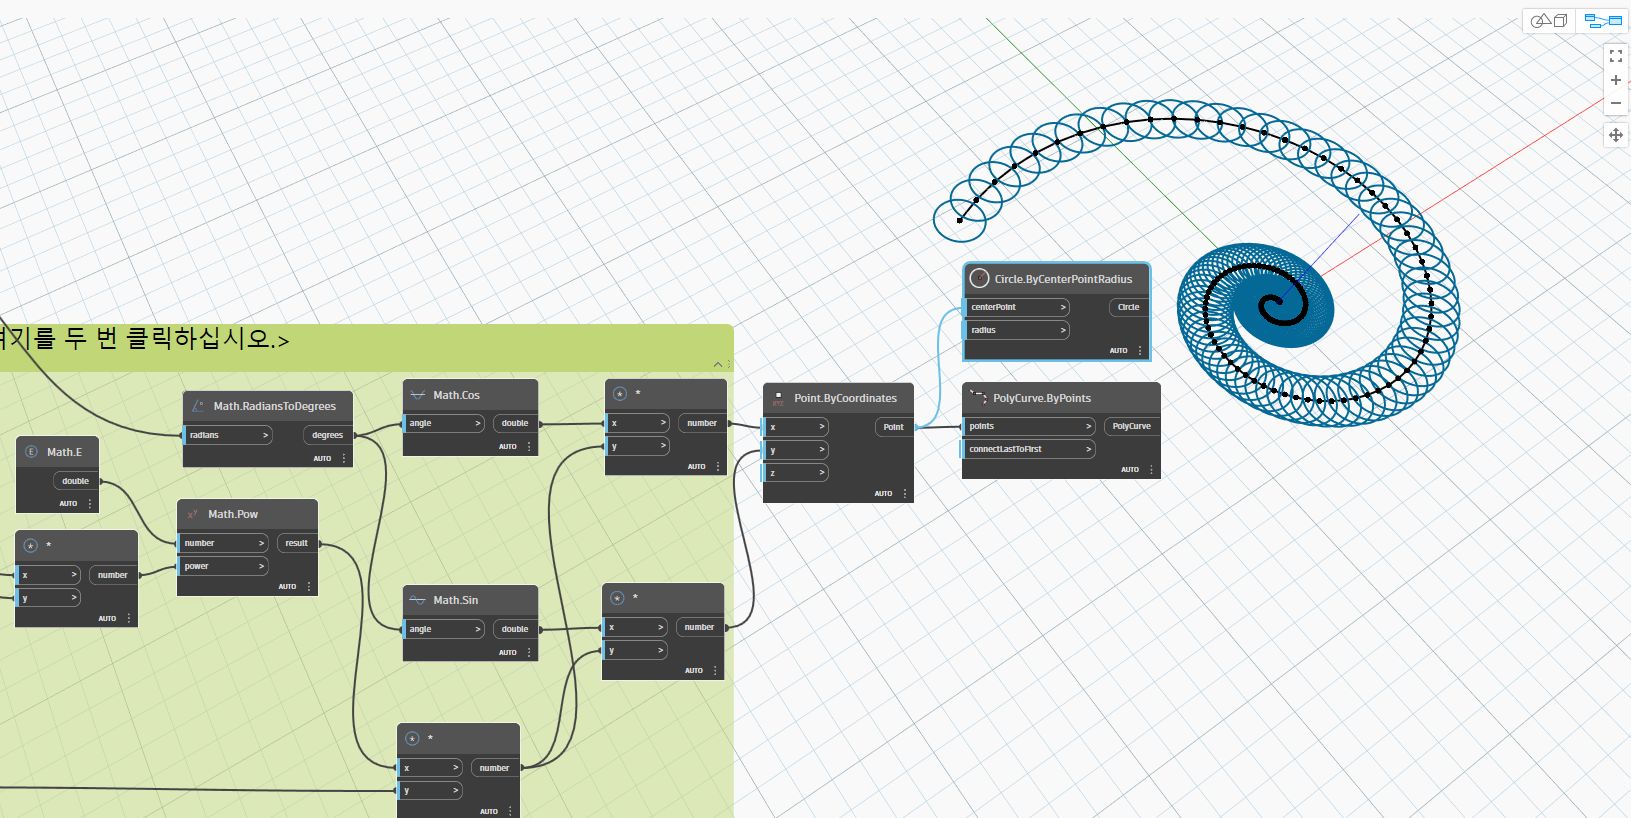 여기를 두 번 클릭하십시오.>
Circle.ByCenterPointRadius
centerPoint >
Circle
radius >
AUTO
Math.RadiansToDegrees
radians >
degrees
AUTO
Math.Cos
angle >
double
AUTO
*
x >
number
y >
AUTO
Point.ByCoordinates
x >
Point
y >
z >
AUTO
PolyCurve.ByPoints
points >
PolyCurve
connectLastToFirst >
AUTO
E
Math.E
double
AUTO
xy
Math.Pow
number >
result
power >
AUTO
*
x >
number
y >
AUTO
Math.Sin
angle >
double
AUTO
*
x >
number
y >
AUTO
*
x >
number
y >
AUTO